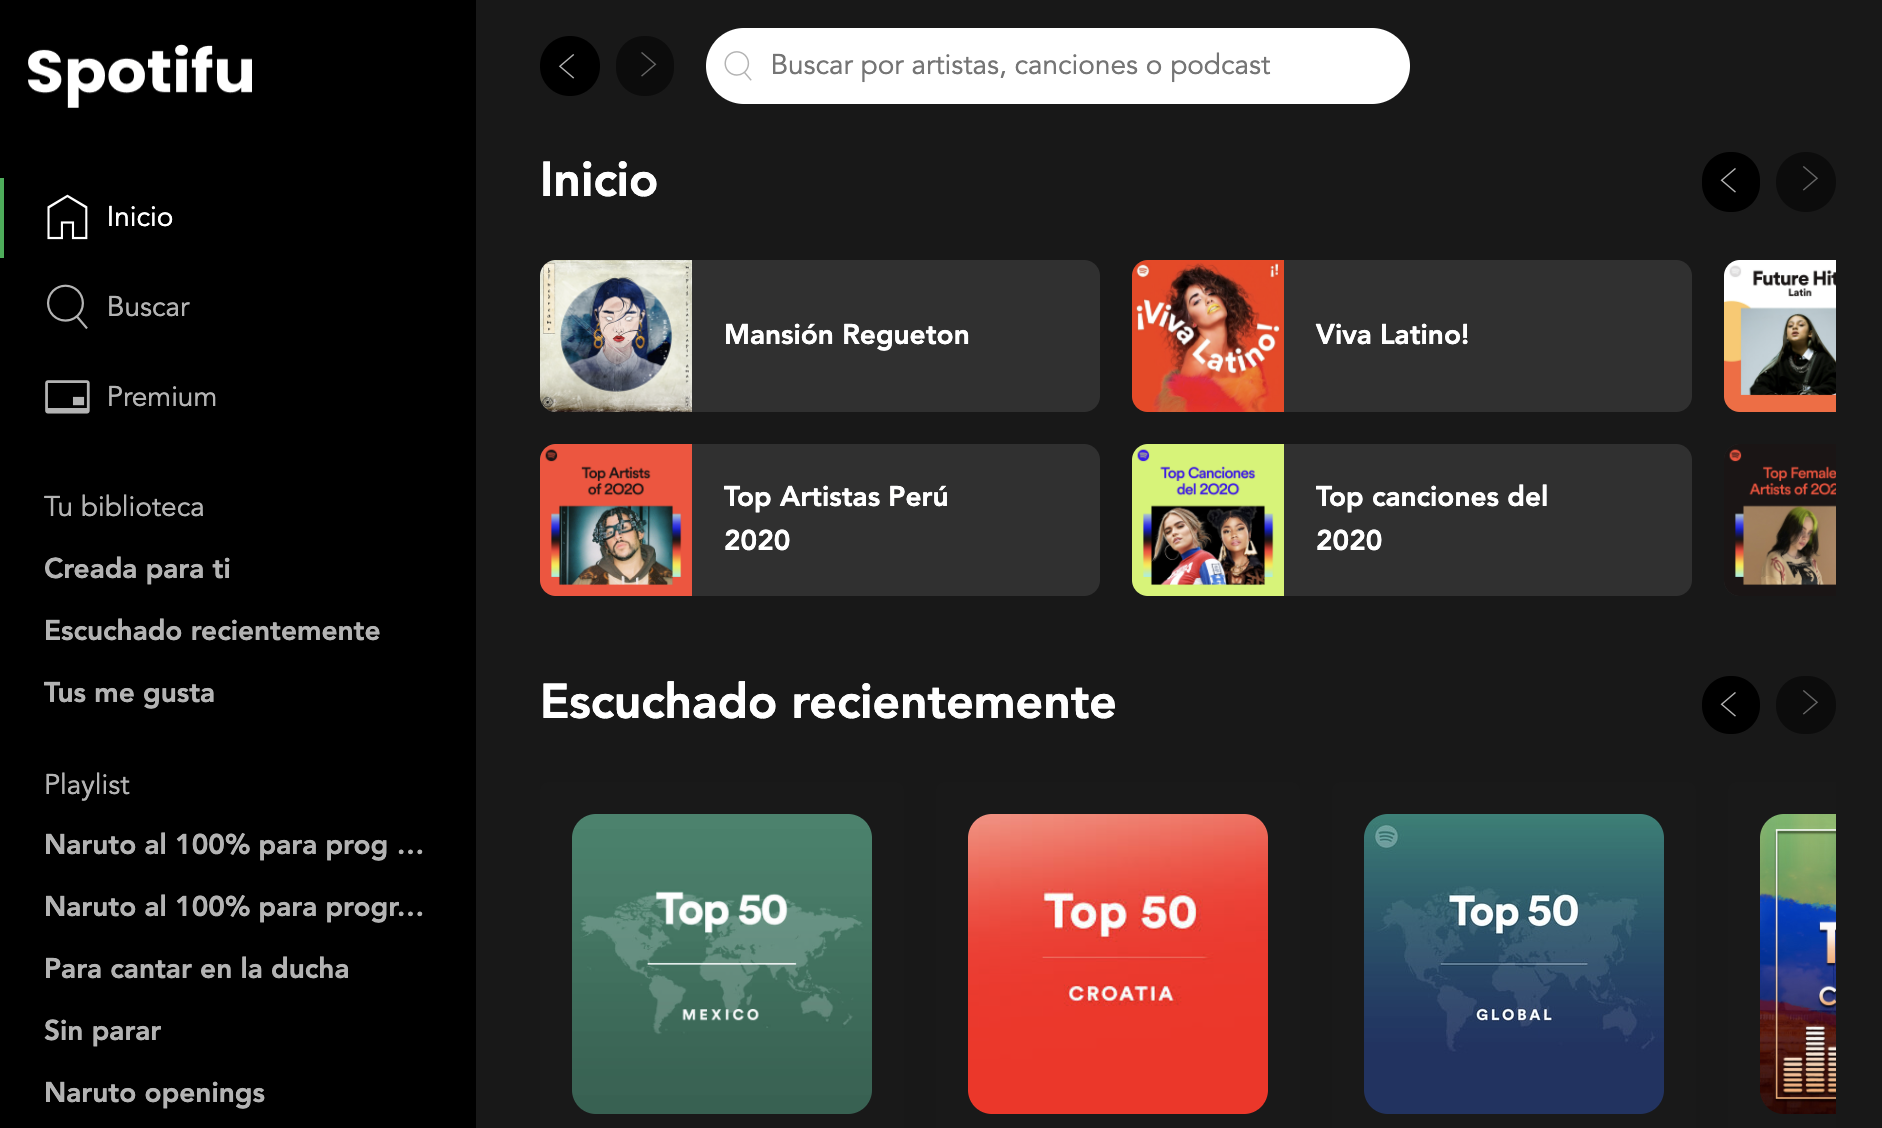 Spotifu
Inicio
Buscar
Premium
Tu biblioteca
Creada para ti
Escuchado recientemente
Tus me gusta
Playlist
Naruto al 100% para prog ...
Naruto al 100% para progr...
Para cantar en la ducha
Sin parar
Naruto openings
Buscar por artistas, canciones o podcast
Inicio
Mansión Regueton
¡Viva
Latino!
¡!
Viva Latino!
Future Hit
Latin
Top Artists
of 2020
Top Artistas Perú
2020
Top Canciones
del 2020
Top canciones del
2020
Top Female
Artists of 202
Escuchado recientemente
Top 50
MEXICO
Top 50
CROATIA
Top 50
GLOBAL
T
C